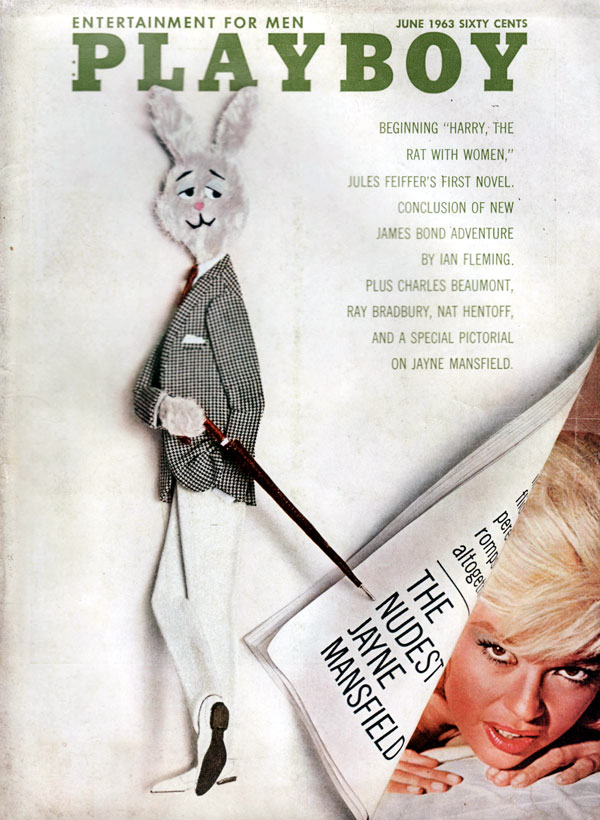 ENTERTAINMENT FOR MEN
JUNE 1963 SIXTY CENTS
PLAYBOY
BEGINNING "HARRY, THE
RAT WITH WOMEN,"
JULES FEIFFER'S FIRST NOVEL.
CONCLUSION OF NEW
JAMES BOND ADVENTURE
BY IAN FLEMING.
PLUS CHARLES BEAUMONT,
RAY BRADBURY, NAT HENTOFF,
AND A SPECIAL PICTORIAL
ON JAYNE MANSFIELD.
THE
NUDEST
JAYNE
MANSFIELD